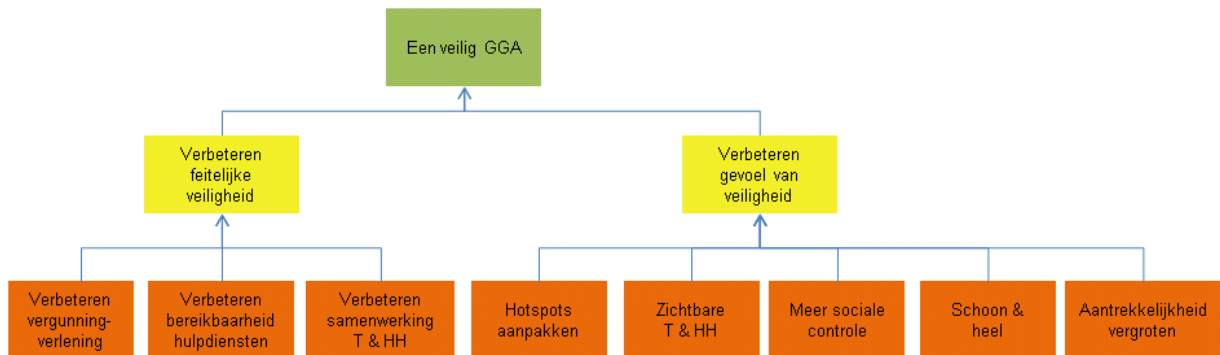 Een veilig GGA
Verbeteren
feitelijke
veiligheid
Verbeteren
gevoel van
veiligheid
Verbeteren
vergunning-
verlening
Verbeteren
bereikbaarheid
hulpdiensten
Verbeteren
samenwerking
T & HH
Hotspots
aanpakken
Zichtbare
T & HH
Meer sociale
controle
Schoon &
heel
Aantrekkelijkheid
vergroten